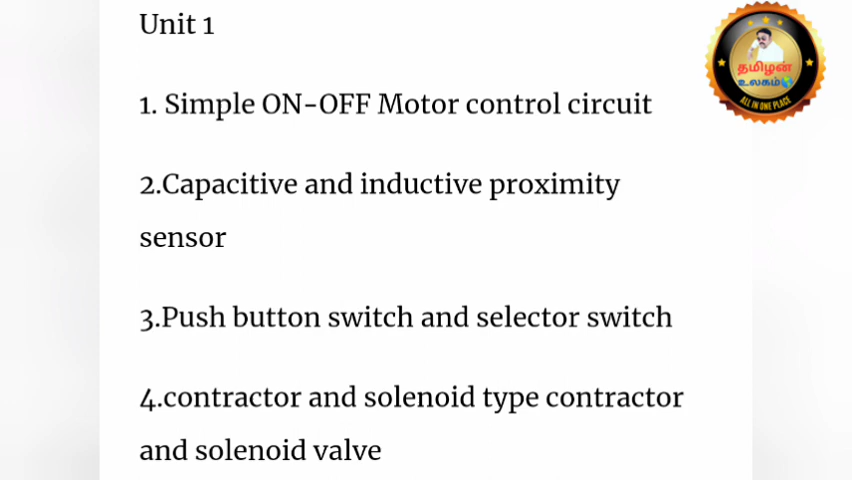 Unit 1
1. Simple ON-OFF Motor control circuit
2.Capacitive and inductive proximity
sensor
3.Push button switch and selector switch
4.contractor and solenoid type contractor
and solenoid valve
தமிழன்
உலகம்
ALL IN ONE PLACE